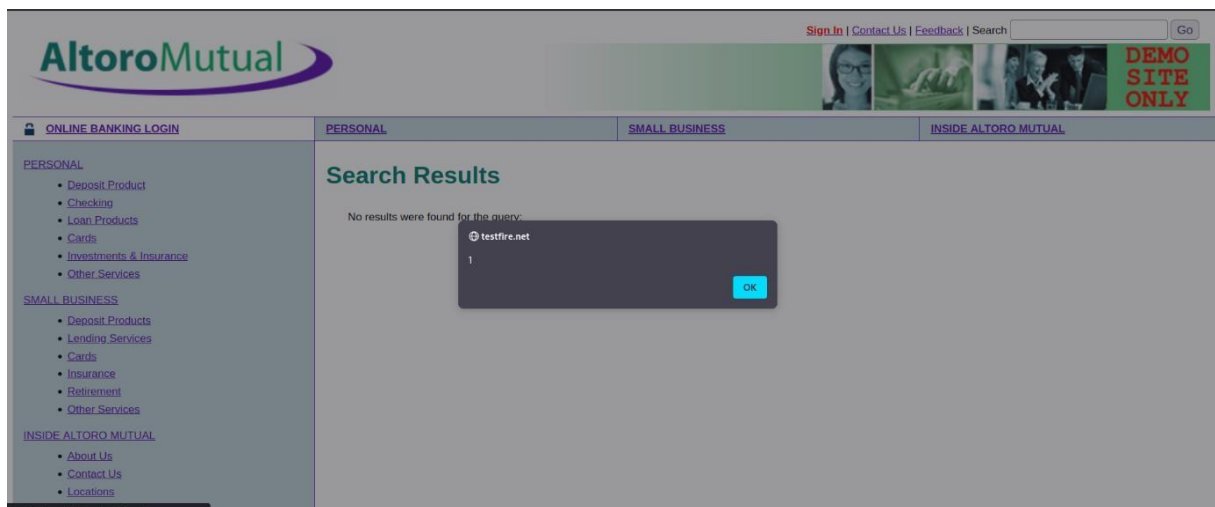 Sign In | Contact Us | Feedback | Search Go
AltoroMutual
DEMO
SITE
ONLY
ONLINE BANKING LOGIN
PERSONAL
SMALL BUSINESS
INSIDE ALTORO MUTUAL
PERSONAL
Deposit Product
Checking
Loan Products
Cards
Investments & Insurance
Other Services
SMALL BUSINESS
Deposit Products
Lending Services
Cards
Insurance
Retirement
Other Services
INSIDE ALTORO MUTUAL
About Us
Contact Us
Locations
Search Results
No results were found for the query:
testfire.net
1
OK